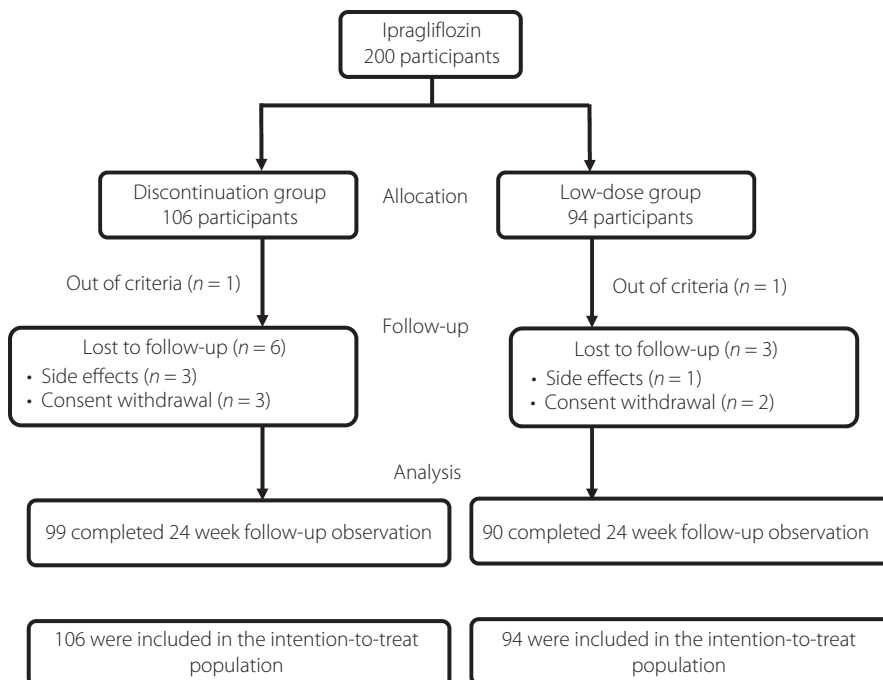 Ipragliflozin
200 participants
Discontinuation group
106 participants
Allocation
Low-dose group
94 participants
Out of criteria (n = 1)
Out of criteria (n = 1)
Follow-up
Lost to follow-up (n = 6)
• Side effects (n = 3)
• Consent withdrawal (n = 3)
Lost to follow-up (n = 3)
• Side effects (n = 1)
• Consent withdrawal (n = 2)
Analysis
99 completed 24 week follow-up observation
90 completed 24 week follow-up observation
106 were included in the intention-to-treat
population
94 were included in the intention-to-treat
population